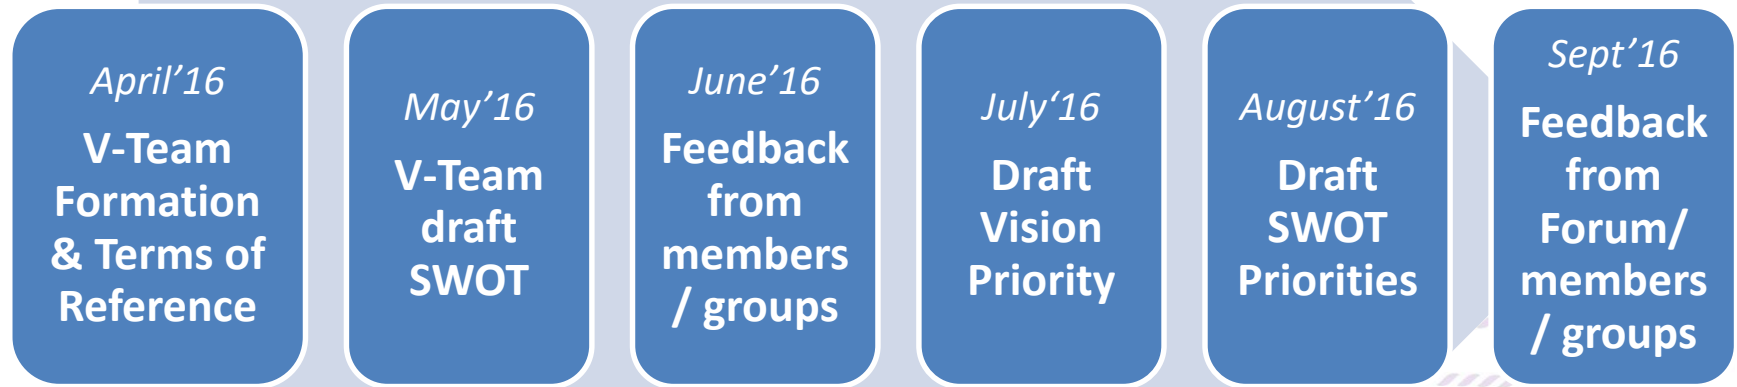 April’16
V-Team
Formation
& Terms of
Reference
May’16
V-Team
draft
SWOT
June’16
Feedback
from
members
/ groups
July‘16
Draft
Vision
Priority
August’16
Draft
SWOT
Priorities
Sept’16
Feedback
from
Forum/
members
/ groups